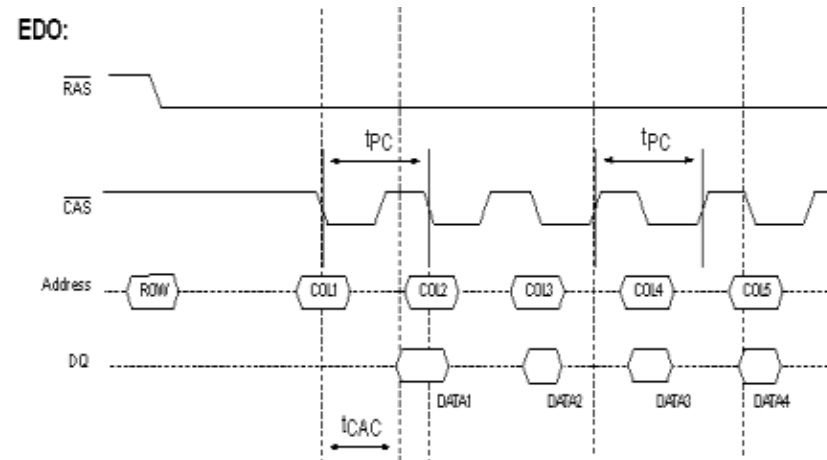 EDO:
RAS
tPC tPC
CAS
Address ROW COL1 COL2 COL3 COL4 COL5
DQ
DATA1 DATA2 DATA3 DATA4
tCAC